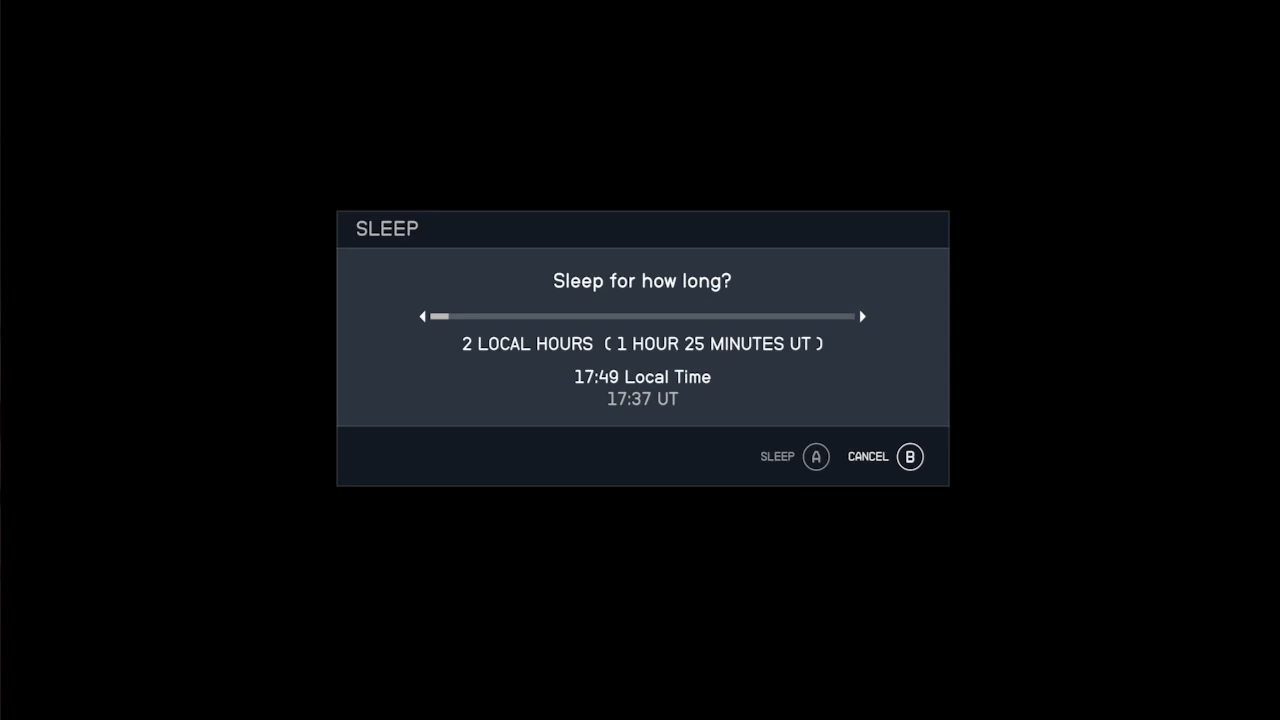 SLEEP
Sleep for how long?
2 LOCAL HOURS ( 1 HOUR 25 MINUTES UT )
17:49 Local Time
17:37 UT
SLEEP A CANCEL B